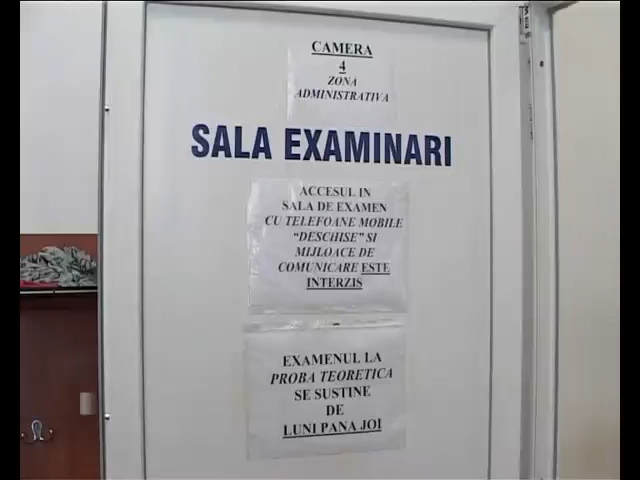 CAMERA
4
ZONA
ADMINISTRATIVA
SALA EXAMINARI
ACCESUL IN
SALA DE EXAMEN
CU TELEFOANE MOBILE
“DESCHISE” SI
MIJLOACE DE
COMUNICARE ESTE
INTERZIS
EXAMENUL LA
PROBA TEORETICA
SE SUSTINE
DE
LUNI PANA JOI